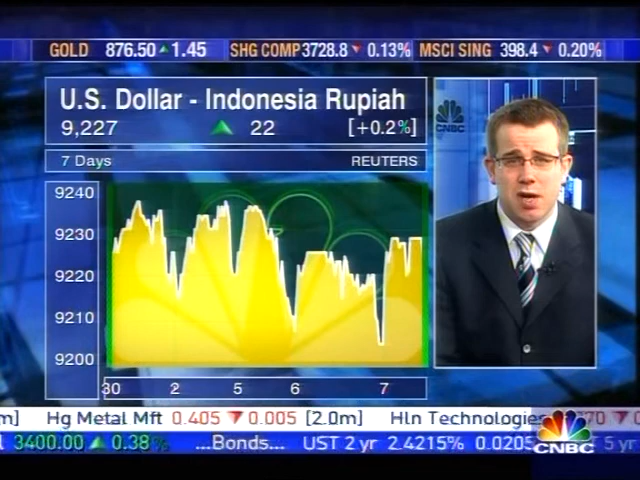 GOLD 876.50 ▲ 1.45 SHG COMP 3728.8 ▼ 0.13% MSCI SING 398.4 ▼ 0.20%
U.S. Dollar - Indonesia Rupiah
9,227 ▲ 22 [+0.2%]
7 Days REUTERS
9240
9230
9220
9210
9200
30 2 5 6 7
CNBC
m] Hg Metal Mft 0.405 ▼ 0.005 [2.0m] Hln Technologies
3400.00 ▲ 0.38% ...Bonds... UST 2 yr 2.4215% 0.0205 5 yr
CNBC